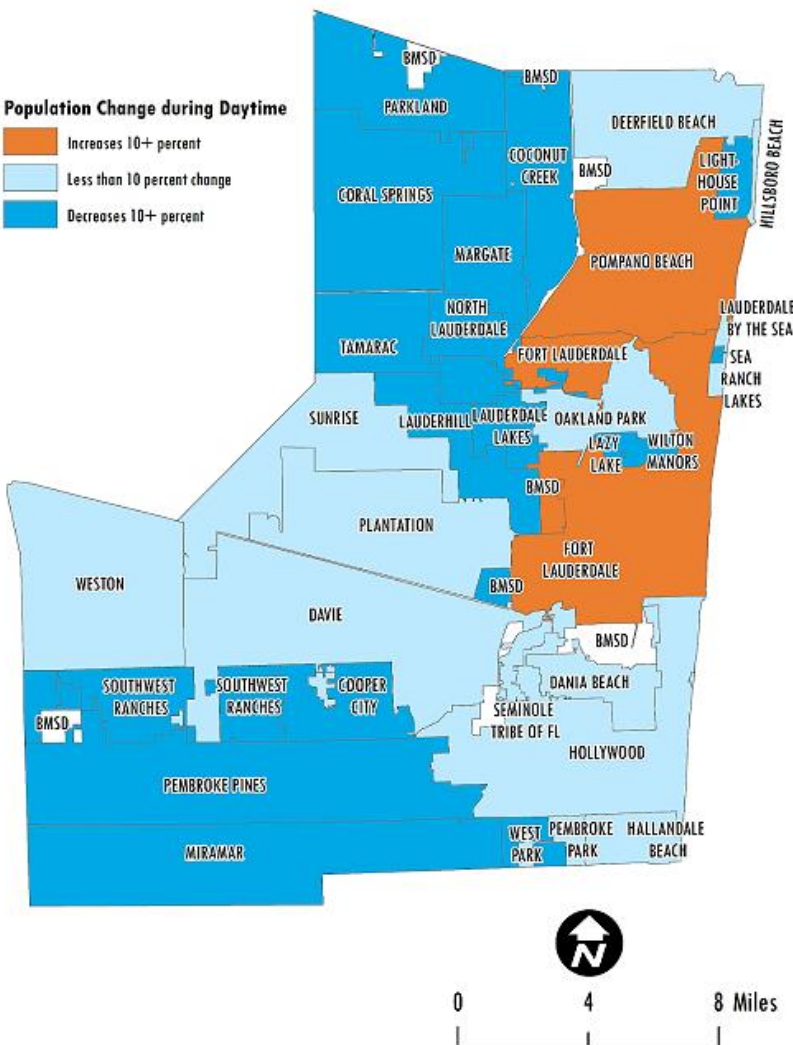 Population Change during Daytime
Increases 10+ percent
Less than 10 percent change
Decreases 10+ percent
BMSD
BMSD
PARKLAND
DEERFIELD BEACH
COCONUT
CREEK
BMSD
LIGHT-
HOUSE
POINT
HILLSBORO BEACH
CORAL SPRINGS
MARGATE
POMPANO BEACH
NORTH
LAUDERDALE
LAUDERDALE
BY THE SEA
TAMARAC
FORT LAUDERDALE
SEA
RANCH
LAKES
SUNRISE
LAUDERHILL
LAUDERDALE
LAKES
OAKLAND PARK
LAZY
LAKE
WILTON
MANORS
BMSD
PLANTATION
FORT
LAUDERDALE
WESTON
BMSD
DAVIE
BMSD
SOUTHWEST
RANCHES
SOUTHWEST
RANCHES
COOPER
CITY
DANIA BEACH
BMSD
SEMINOLE
TRIBE OF FL
HOLLYWOOD
PEMBROKE PINES
MIRAMAR
WEST
PARK
PEMBROKE
PARK
HALLANDALE
BEACH
N
0 4 8 Miles